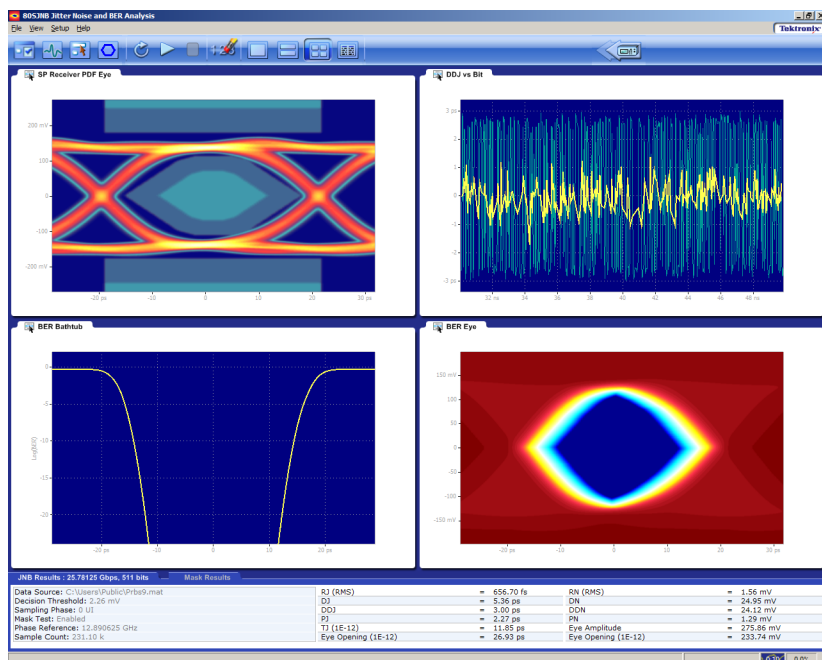 80SJNB Jitter Noise and BER Analysis
File View Setup Help
Tektronix
SP Receiver PDF Eye
200 mV
100
0
-100
-200 mV
-20 ps -10 0 10 20 ps
DDJ vs Bit
3 ps
2
1
0
-1
-2
-3 ps
32 ns 34 36 38 40 42 44 46 48 ns
BER Bathtub
Log(BER)
0
-5
-10
-15
-20
-20 ps -10 0 10 20 ps
BER Eye
150 mV
100
50
0
-50
-100
-150 mV
-20 ps -10 0 10 20 ps
JNB Results : 25.78125 Gbps, 511 bits Mask Results
Data Source: C:\Users\Public\Prbs9.mat
Decision Threshold: 2.26 mV
Sampling Phase: 0 UI
Mask Test: Enabled
Phase Reference: 12.890625 GHz
Sample Count: 231.10 k
RJ (RMS) = 656.70 fs
DJ = 5.36 ps
DDJ = 3.00 ps
PJ = 2.27 ps
TJ (1E-12) = 11.85 ps
Eye Opening (1E-12) = 26.93 ps
RN (RMS) = 1.56 mV
DN = 24.95 mV
DDN = 24.12 mV
PN = 1.29 mV
Eye Amplitude = 275.86 mV
Eye Opening (1E-12) = 233.74 mV
0.0%